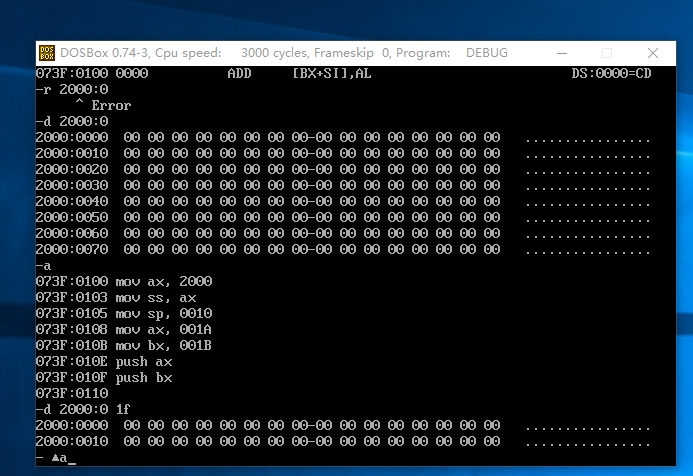 DOSBox 0.74-3, Cpu speed: 3000 cycles, Frameskip 0, Program: DEBUG
073F:0100 0000 ADD [BX+SI],AL DS:0000=CD
-r 2000:0
^ Error
-d 2000:0
2000:0000 00 00 00 00 00 00 00 00-00 00 00 00 00 00 00 00 ................
2000:0010 00 00 00 00 00 00 00 00-00 00 00 00 00 00 00 00 ................
2000:0020 00 00 00 00 00 00 00 00-00 00 00 00 00 00 00 00 ................
2000:0030 00 00 00 00 00 00 00 00-00 00 00 00 00 00 00 00 ................
2000:0040 00 00 00 00 00 00 00 00-00 00 00 00 00 00 00 00 ................
2000:0050 00 00 00 00 00 00 00 00-00 00 00 00 00 00 00 00 ................
2000:0060 00 00 00 00 00 00 00 00-00 00 00 00 00 00 00 00 ................
2000:0070 00 00 00 00 00 00 00 00-00 00 00 00 00 00 00 00 ................
-a
073F:0100 mov ax, 2000
073F:0103 mov ss, ax
073F:0105 mov sp, 0010
073F:0108 mov ax, 001A
073F:010B mov bx, 001B
073F:010E push ax
073F:010F push bx
073F:0110
-d 2000:0 1f
2000:0000 00 00 00 00 00 00 00 00-00 00 00 00 00 00 00 00 ................
2000:0010 00 00 00 00 00 00 00 00-00 00 00 00 00 00 00 00 ................
- ▲a_